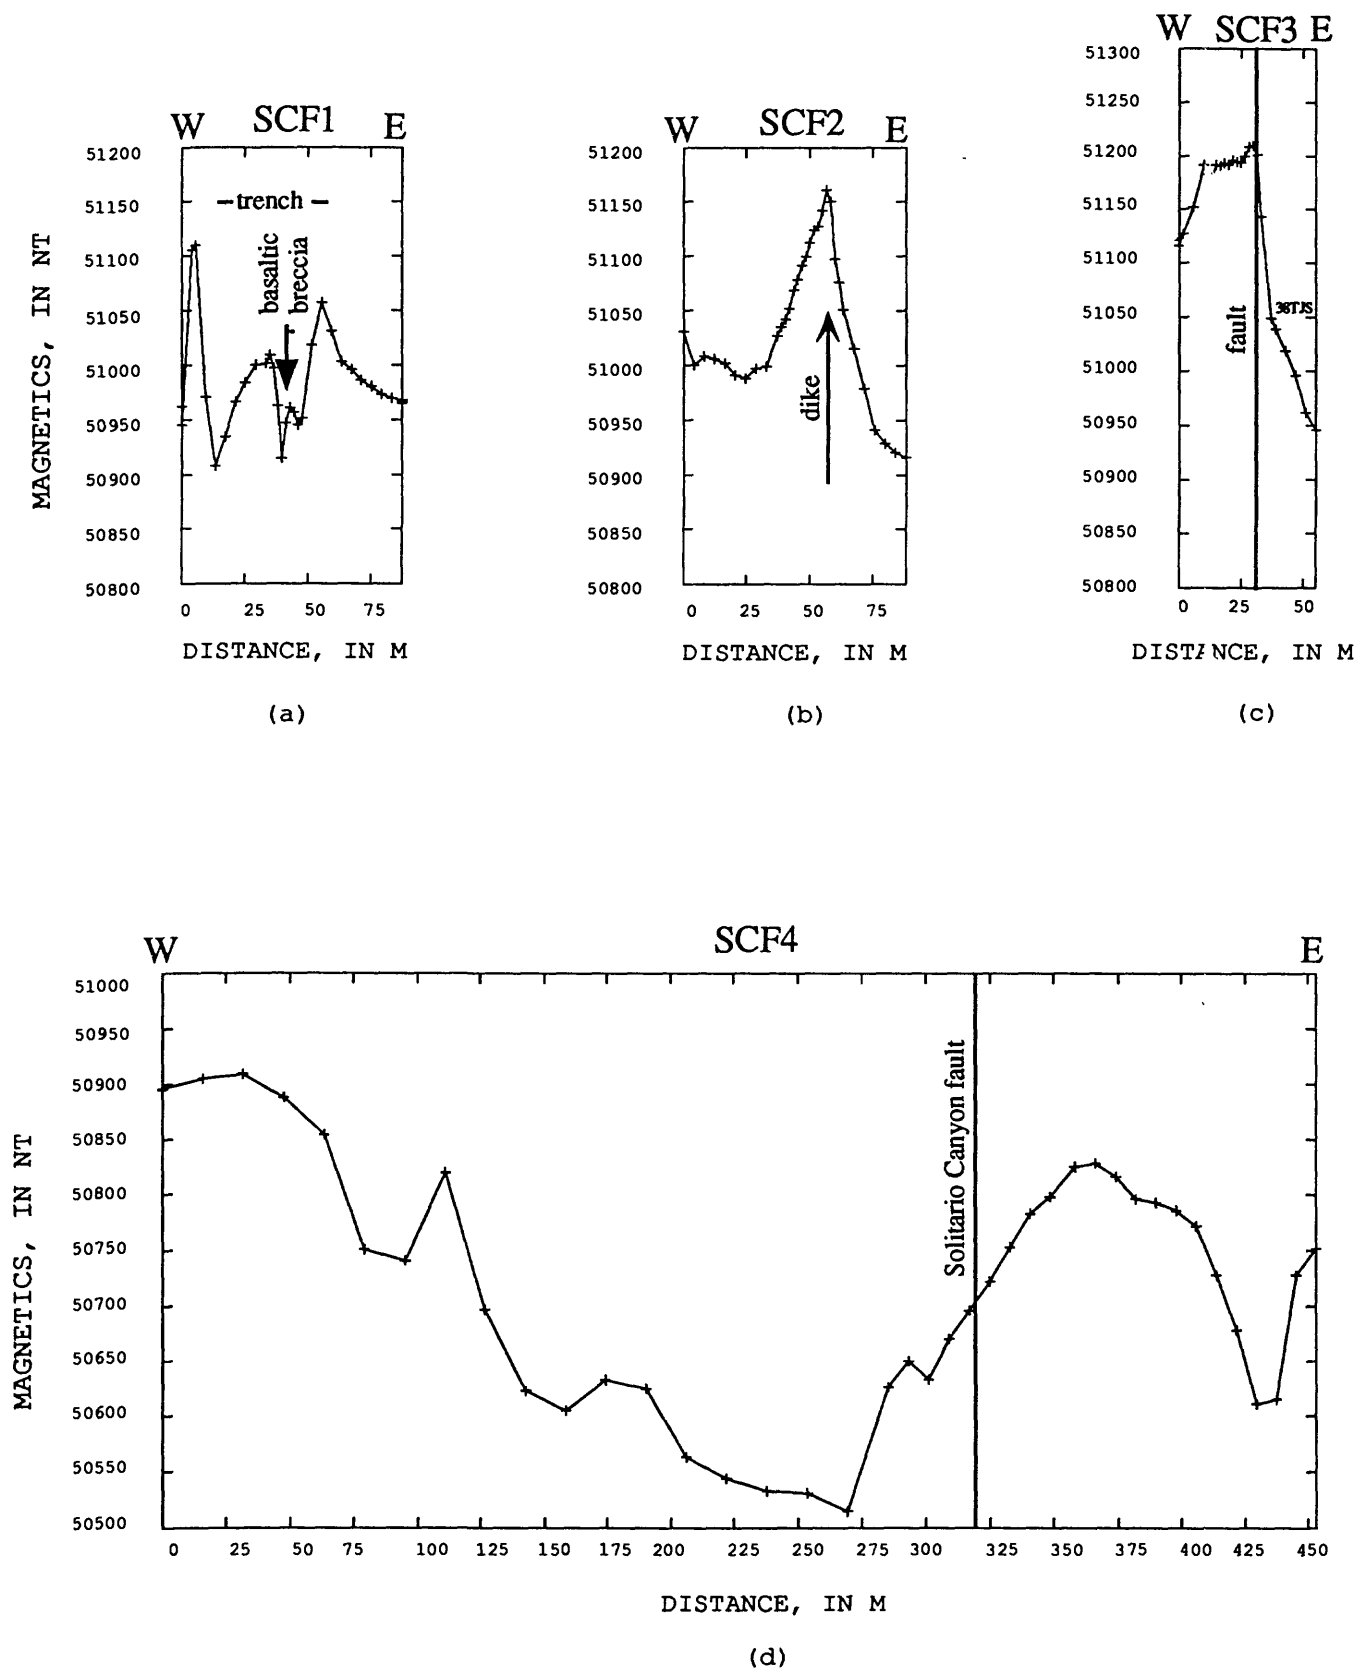 W SCF1 E
51200
51150
51100
51050
51000
50950
50900
50850
50800
MAGNETICS, IN NT
trench
basaltic
breccia
0 25 50 75
DISTANCE, IN M
(a)
W SCF2 E
51200
51150
51100
51050
51000
50950
50900
50850
50800
dike
0 25 50 75
DISTANCE, IN M
(b)
W SCF3 E
51300
51250
51200
51150
51100
51050
51000
50950
50900
50850
50800
fault
0 25 50
DISTANCE, IN M
(c)
W SCF4 E
51000
50950
50900
50850
50800
50750
50700
50650
50600
50550
50500
MAGNETICS, IN NT
Solitario Canyon fault
0 25 50 75 100 125 150 175 200 225 250 275 300 325 350 375 400 425 450
DISTANCE, IN M
(d)